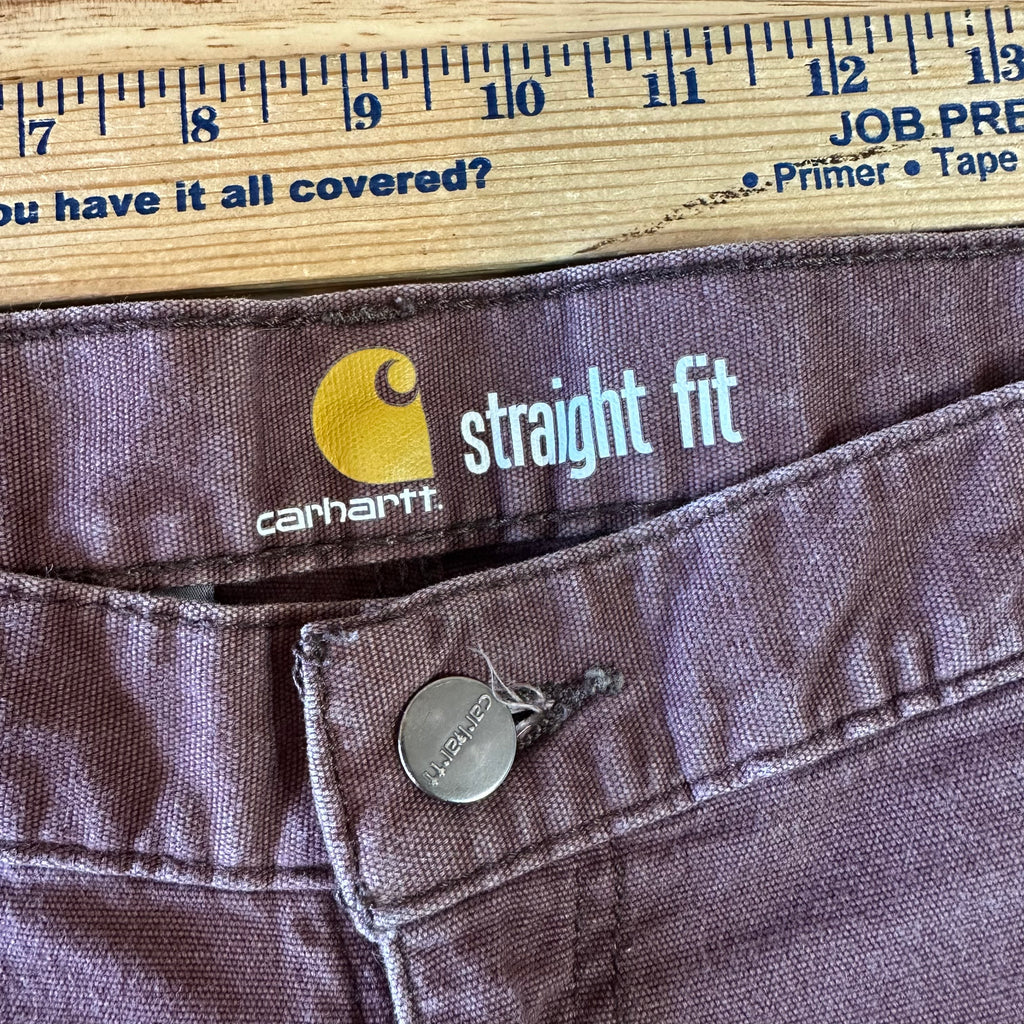 7 8 9 10 11 12 13
ou have it all covered?
JOB PRE
• Primer • Tape
straight fit
carhartt.
carhartt